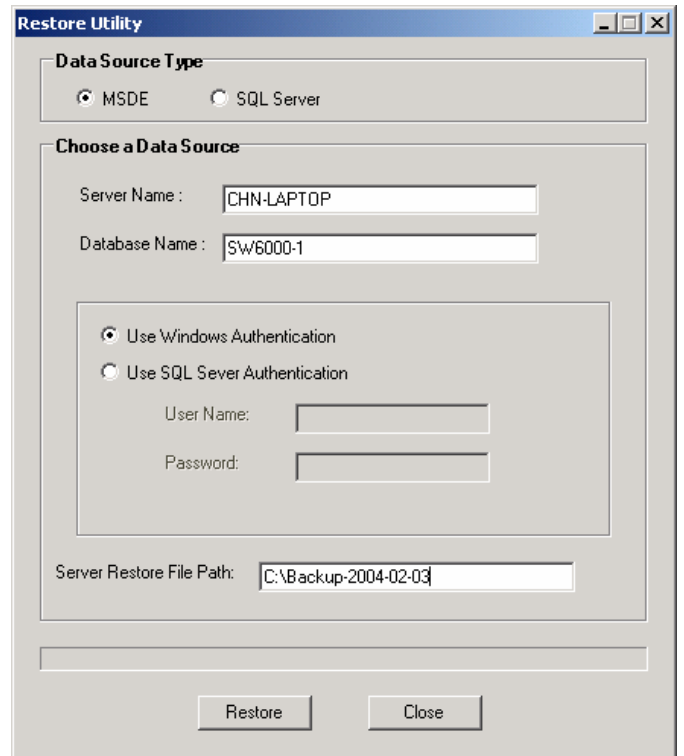 Restore Utility
Data Source Type
MSDE SQL Server
Choose a Data Source
Server Name : CHN-LAPTOP
Database Name : SW6000-1
Use Windows Authentication
Use SQL Sever Authentication
User Name:
Password:
Server Restore File Path: C:\Backup-2004-02-03
Restore Close